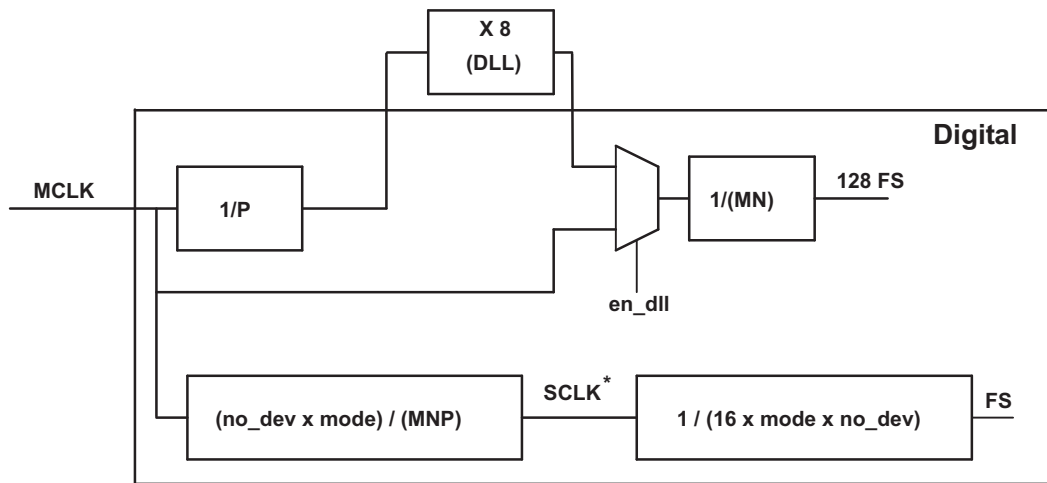 X 8
(DLL)
Digital
MCLK
1/P
1/(MN)
128 FS
en_dll
(no_dev x mode) / (MNP)
SCLK*
1 / (16 x mode x no_dev)
FS